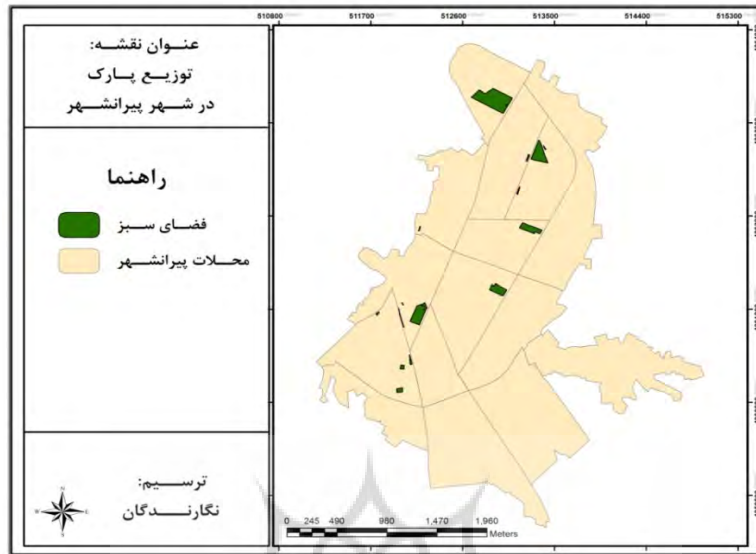 510800 511700 512600 513500 514400 515300
عنوان نقشه:
توزیع پارک
در شهر پیرانشهر
راهنما
فضای سبز
محلات پیرانشهر
ترسیم:
نگارندگان
N
W E
S
0 245 490 980 1,470 1,960
Meters